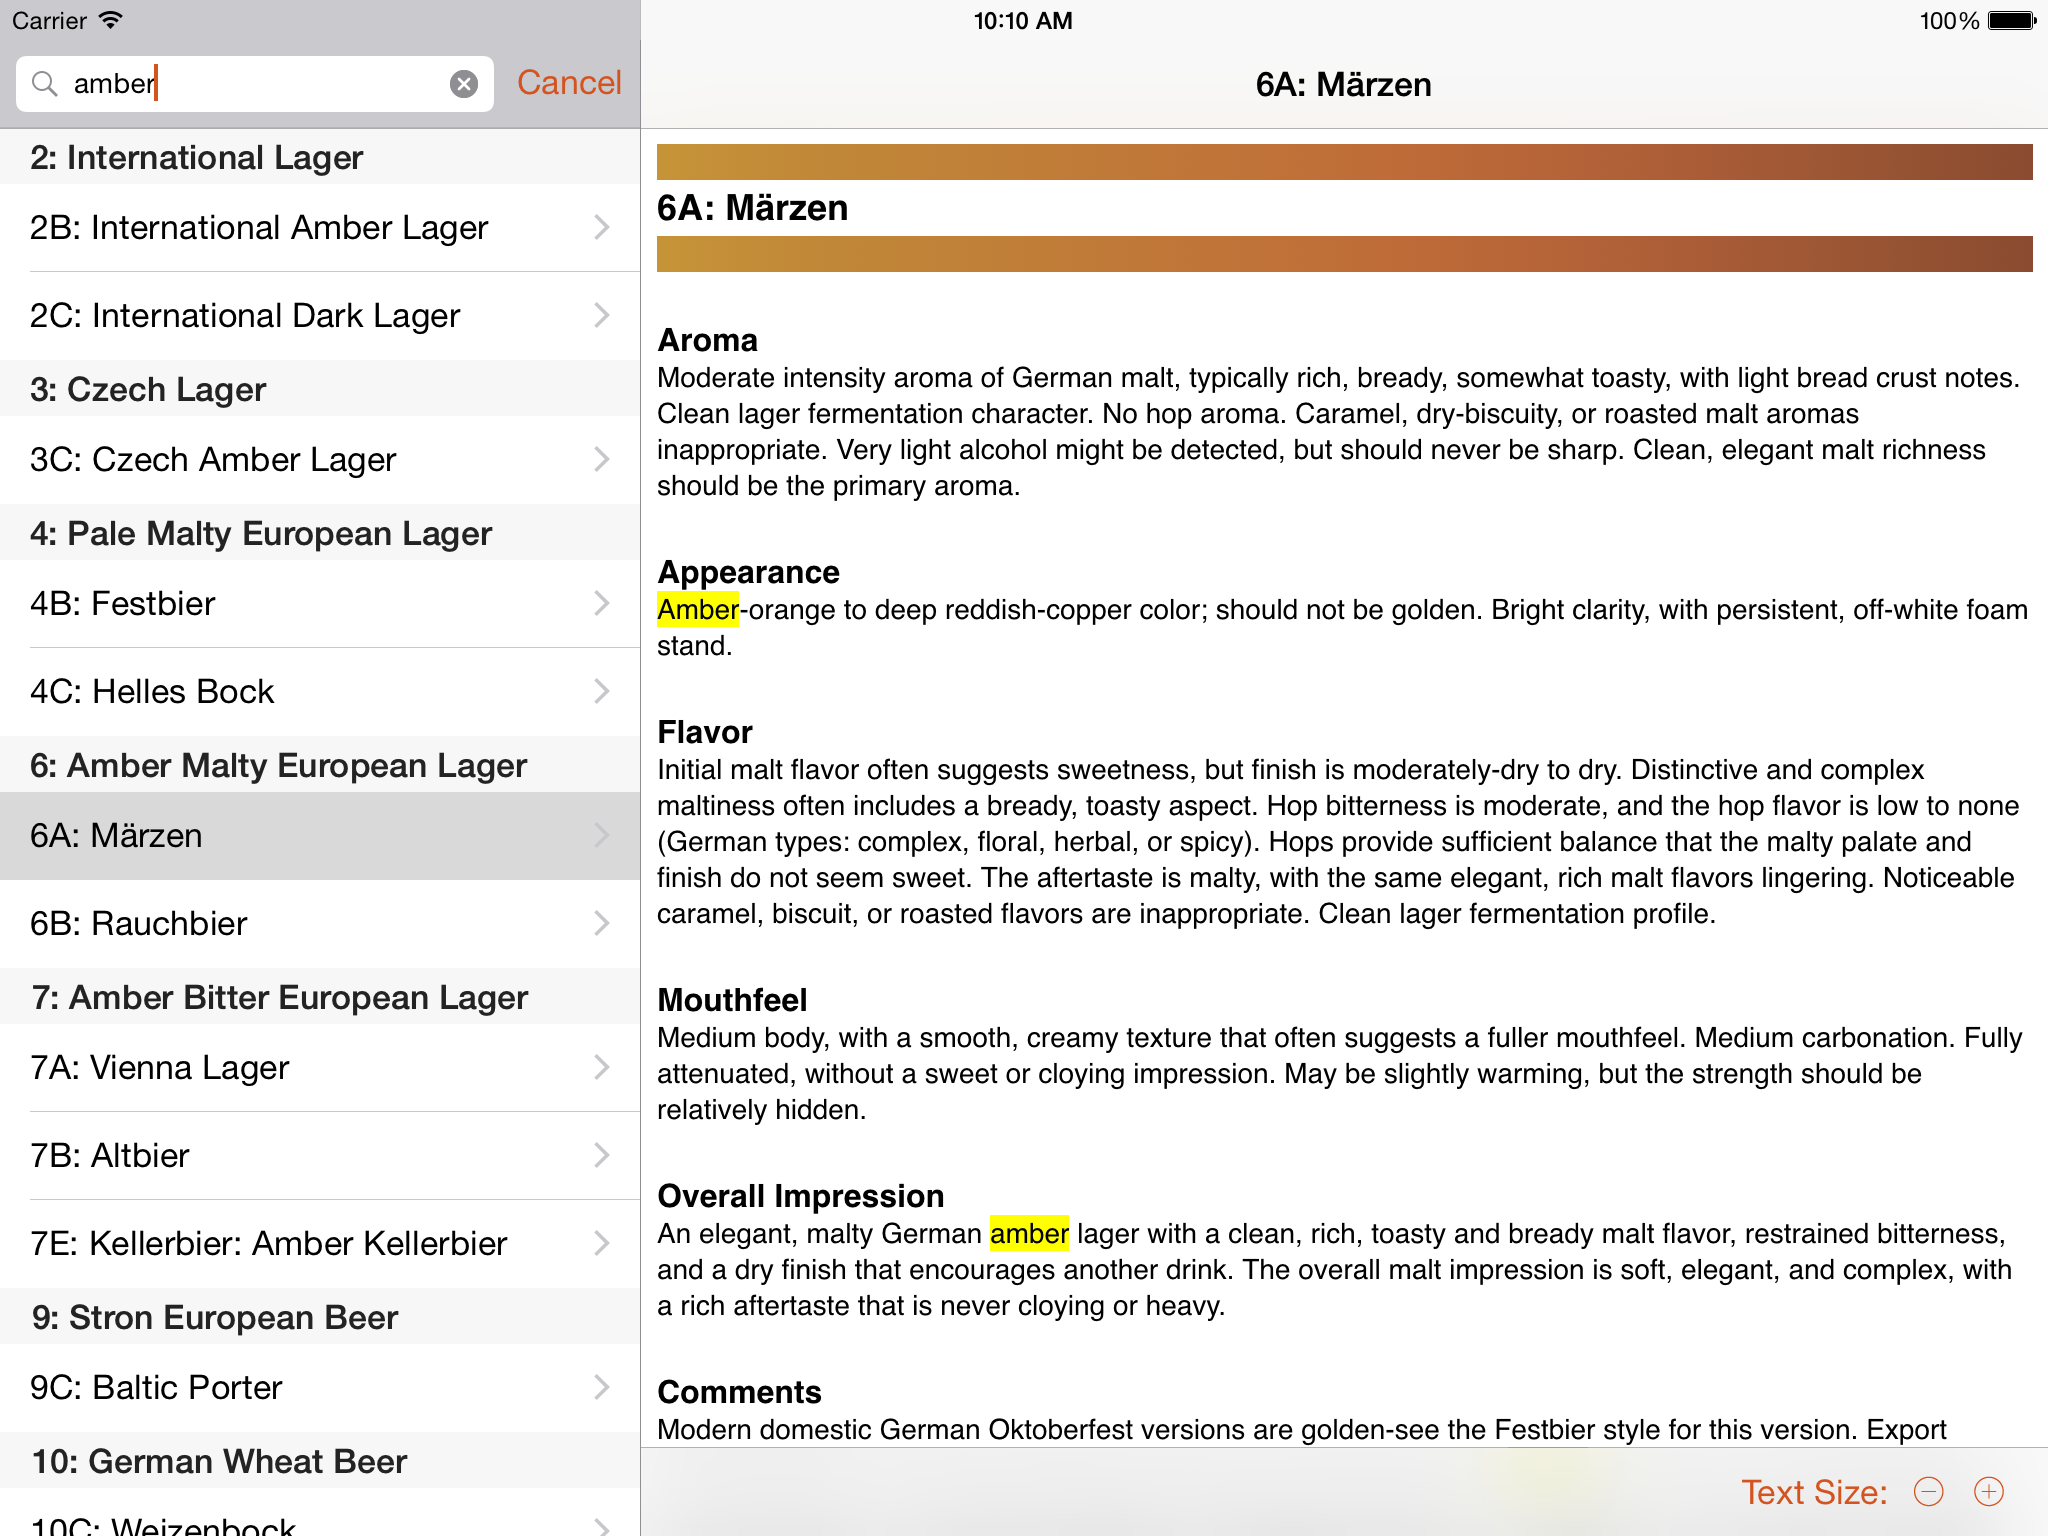 Carrier
10:10 AM
100%
amber
Cancel
2: International Lager
2B: International Amber Lager
2C: International Dark Lager
3: Czech Lager
3C: Czech Amber Lager
4: Pale Malty European Lager
4B: Festbier
4C: Helles Bock
6: Amber Malty European Lager
6A: Märzen
6B: Rauchbier
7: Amber Bitter European Lager
7A: Vienna Lager
7B: Altbier
7E: Kellerbier: Amber Kellerbier
9: Stron European Beer
9C: Baltic Porter
10: German Wheat Beer
10C: Weizenbock
6A: Märzen
6A: Märzen
Aroma
Moderate intensity aroma of German malt, typically rich, bready, somewhat toasty, with light bread crust notes.
Clean lager fermentation character. No hop aroma. Caramel, dry-biscuity, or roasted malt aromas
inappropriate. Very light alcohol might be detected, but should never be sharp. Clean, elegant malt richness
should be the primary aroma.
Appearance
Amber-orange to deep reddish-copper color; should not be golden. Bright clarity, with persistent, off-white foam
stand.
Flavor
Initial malt flavor often suggests sweetness, but finish is moderately-dry to dry. Distinctive and complex
maltiness often includes a bready, toasty aspect. Hop bitterness is moderate, and the hop flavor is low to none
(German types: complex, floral, herbal, or spicy). Hops provide sufficient balance that the malty palate and
finish do not seem sweet. The aftertaste is malty, with the same elegant, rich malt flavors lingering. Noticeable
caramel, biscuit, or roasted flavors are inappropriate. Clean lager fermentation profile.
Mouthfeel
Medium body, with a smooth, creamy texture that often suggests a fuller mouthfeel. Medium carbonation. Fully
attenuated, without a sweet or cloying impression. May be slightly warming, but the strength should be
relatively hidden.
Overall Impression
An elegant, malty German amber lager with a clean, rich, toasty and bready malt flavor, restrained bitterness,
and a dry finish that encourages another drink. The overall malt impression is soft, elegant, and complex, with
a rich aftertaste that is never cloying or heavy.
Comments
Modern domestic German Oktoberfest versions are golden-see the Festbier style for this version. Export
Text Size: